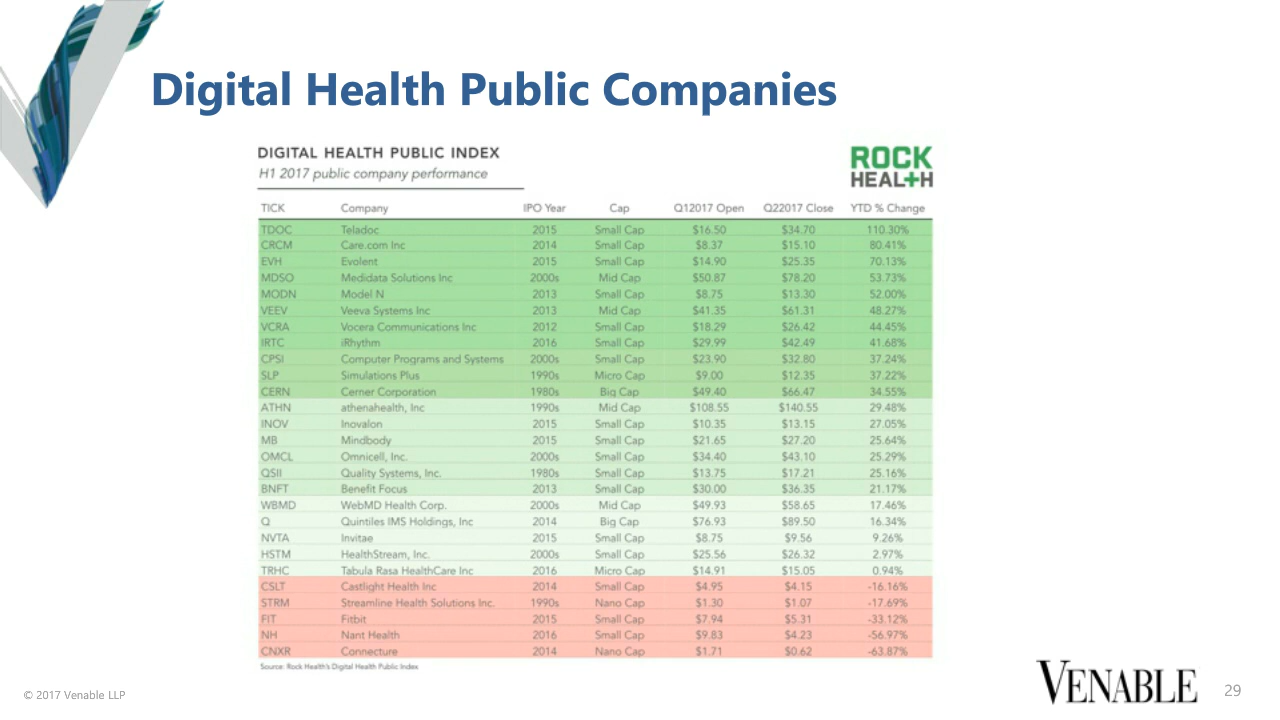 Digital Health Public Companies
DIGITAL HEALTH PUBLIC INDEX
H1 2017 public company performance
ROCK
HEALTH
TICK Company IPO Year Cap Q12017 Open Q22017 Close YTD % Change
TDOC Teladoc 2015 Small Cap $16.50 $34.70 110.30%
CRCM Care.com Inc 2014 Small Cap $8.37 $15.10 80.41%
EVH Evolent 2015 Small Cap $14.90 $25.35 70.13%
MDSO Medidata Solutions Inc 2000s Mid Cap $50.87 $78.20 53.73%
MODN Model N 2013 Small Cap $8.75 $13.30 52.00%
VEEV Veeva Systems Inc 2013 Mid Cap $41.35 $61.31 48.27%
VCRA Vocera Communications Inc 2012 Small Cap $18.29 $26.42 44.45%
IRTC iRhythm 2016 Small Cap $29.99 $42.49 41.68%
CPSI Computer Programs and Systems 2000s Small Cap $23.90 $32.80 37.24%
SLP Simulations Plus 1990s Micro Cap $9.00 $12.35 37.22%
CERN Cerner Corporation 1980s Big Cap $49.40 $66.47 34.55%
ATHN athenahealth, Inc 1990s Mid Cap $108.55 $140.55 29.48%
INOV Inovalon 2015 Small Cap $10.35 $13.15 27.05%
MB Mindbody 2015 Small Cap $21.65 $27.20 25.64%
OMCL Omnicell, Inc. 2000s Small Cap $34.40 $43.10 25.29%
QSII Quality Systems, Inc. 1980s Small Cap $13.75 $17.21 25.16%
BNFT Benefit Focus 2013 Small Cap $30.00 $36.35 21.17%
WBMD WebMD Health Corp. 2000s Mid Cap $49.93 $58.65 17.46%
Q Quintiles IMS Holdings, Inc 2014 Big Cap $76.93 $89.50 16.34%
NVTA Invitae 2015 Small Cap $8.75 $9.56 9.26%
HSTM HealthStream, Inc. 2000s Small Cap $25.56 $26.32 2.97%
TRHC Tabula Rasa HealthCare Inc 2016 Micro Cap $14.91 $15.05 0.94%
CSLT Castlight Health Inc 2014 Small Cap $4.95 $4.15 -16.16%
STRM Streamline Health Solutions Inc. 1990s Nano Cap $1.30 $1.07 -17.69%
FIT Fitbit 2015 Small Cap $7.94 $5.31 -33.12%
NH Nant Health 2016 Small Cap $9.83 $4.23 -56.97%
CNXR Connecture 2014 Nano Cap $1.71 $0.62 -63.87%
Source: Rock Health's Digital Health Public Index
© 2017 Venable LLP
VENABLE
29